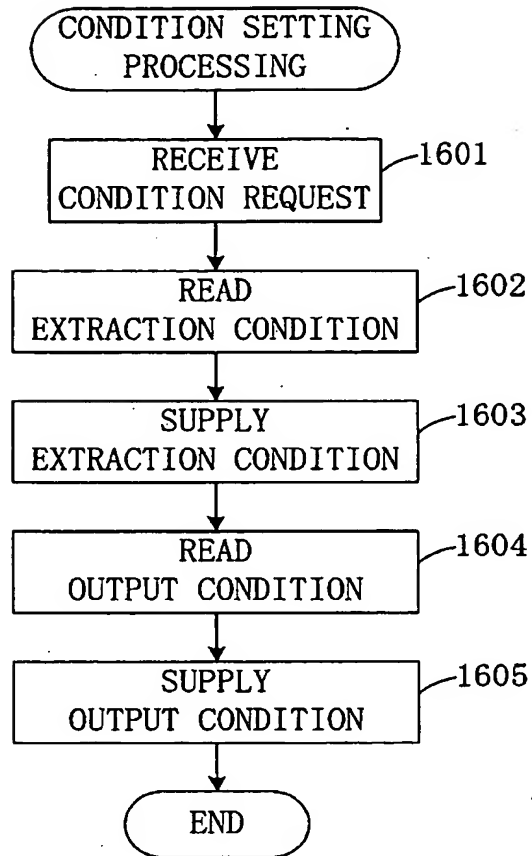 CONDITION SETTING
PROCESSING
1601
RECEIVE
CONDITION REQUEST
1602
READ
EXTRACTION CONDITION
1603
SUPPLY
EXTRACTION CONDITION
1604
READ
OUTPUT CONDITION
1605
SUPPLY
OUTPUT CONDITION
END